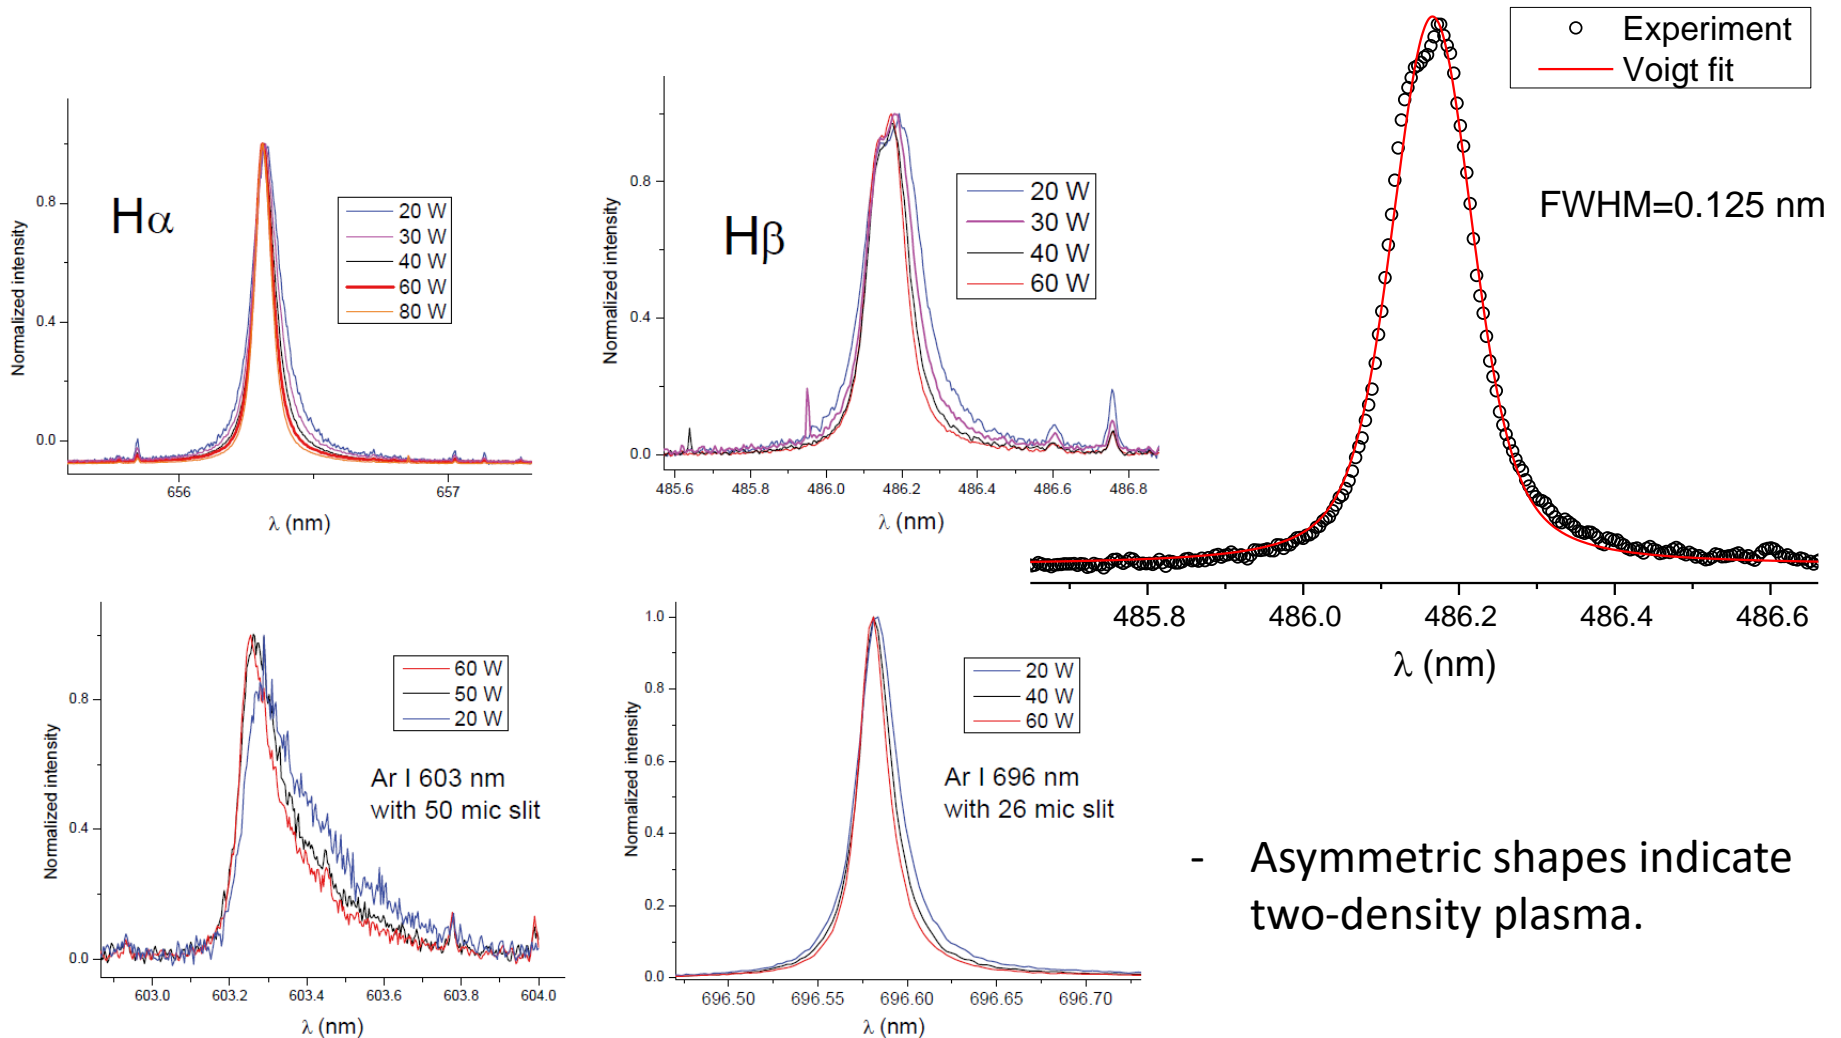 Hα
20 W
30 W
40 W
60 W
80 W
Normalized intensity
0.8
0.4
0.0
656
657
λ (nm)
Hβ
20 W
30 W
40 W
60 W
Normalized intensity
0.8
0.4
0.0
485.6
485.8
486.0
486.2
486.4
486.6
486.8
λ (nm)
Experiment
Voigt fit
FWHM=0.125 nm
485.8
486.0
486.2
486.4
486.6
λ (nm)
60 W
50 W
20 W
Ar I 603 nm
with 50 mic slit
Normalized intensity
0.8
0.4
0.0
603.0
603.2
603.4
603.6
603.8
604.0
λ (nm)
20 W
40 W
60 W
Ar I 696 nm
with 26 mic slit
Normalized intensity
1.0
0.8
0.6
0.4
0.2
0.0
696.50
696.55
696.60
696.65
696.70
λ (nm)
- Asymmetric shapes indicate
two-density plasma.